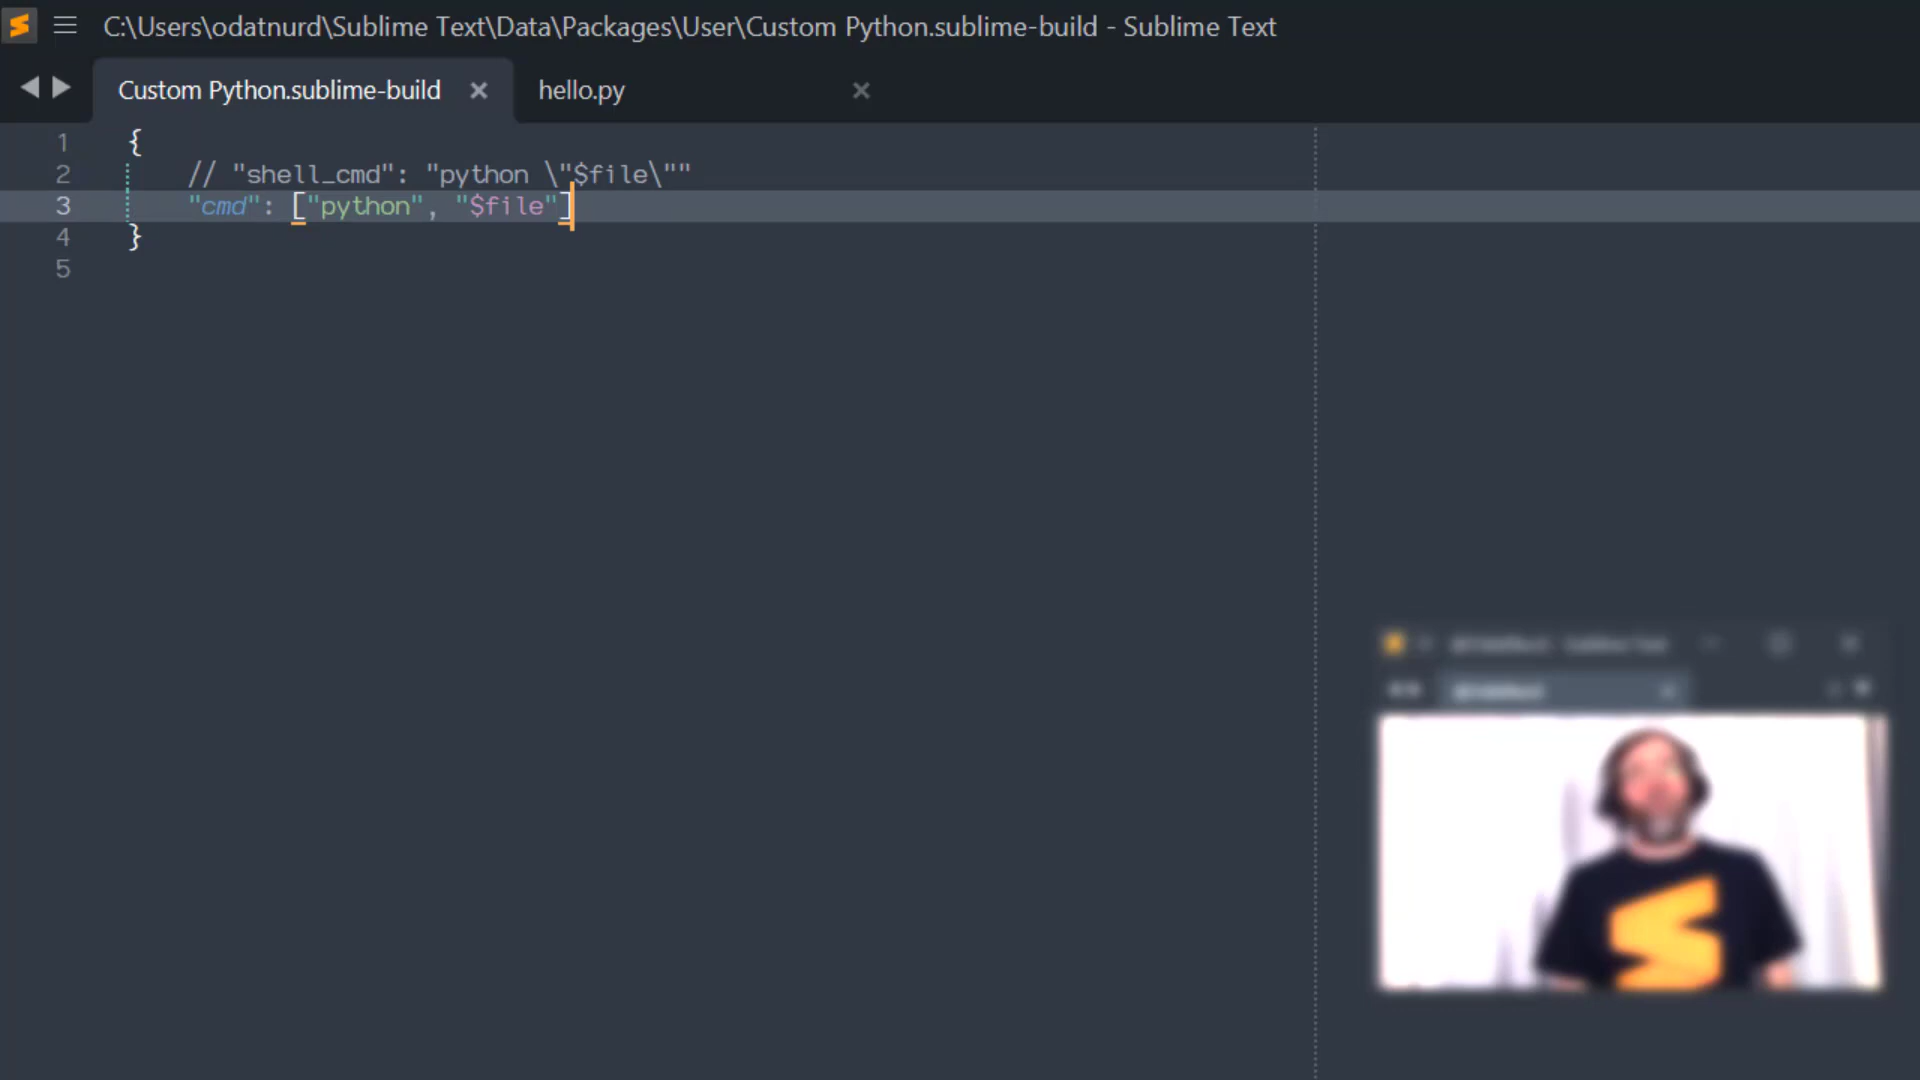 C:\Users\odatnurd\Sublime Text\Data\Packages\User\Custom Python.sublime-build - Sublime Text
Custom Python.sublime-build
hello.py
1 {
2 // "shell_cmd": "python \"$file\""
3 "cmd": ["python", "$file"]
4 }
5